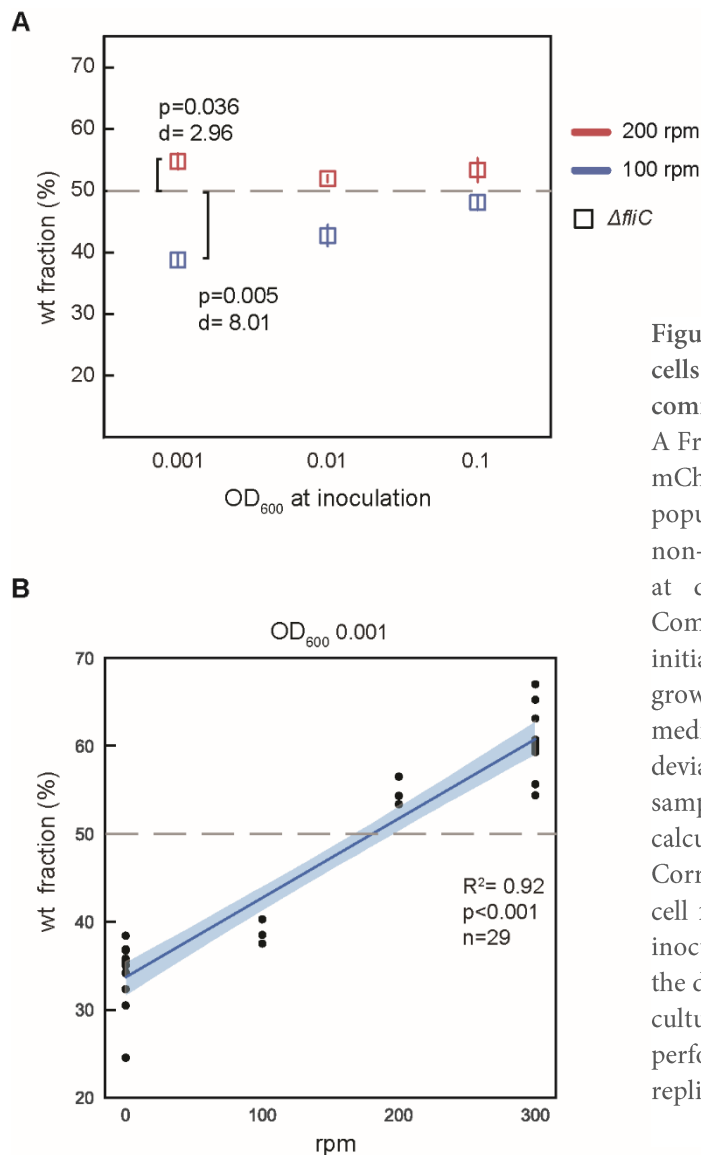 A
70
60
50
40
30
20
wt fraction (%)
p=0.036
d= 2.96
p=0.005
d= 8.01
0.001 0.01 0.1
OD600 at inoculation
200 rpm
100 rpm
ΔfliC
B
OD600 0.001
70
60
50
40
30
20
wt fraction (%)
R2= 0.92
p<0.001
n=29
0 100 200 300
rpm
Figu
cells
com
A Fr
mCh
popu
non-
at c
Com
initia
grow
medi
devia
samp
calcu
Corr
cell f
inocu
the d
cultu
perfo
repli